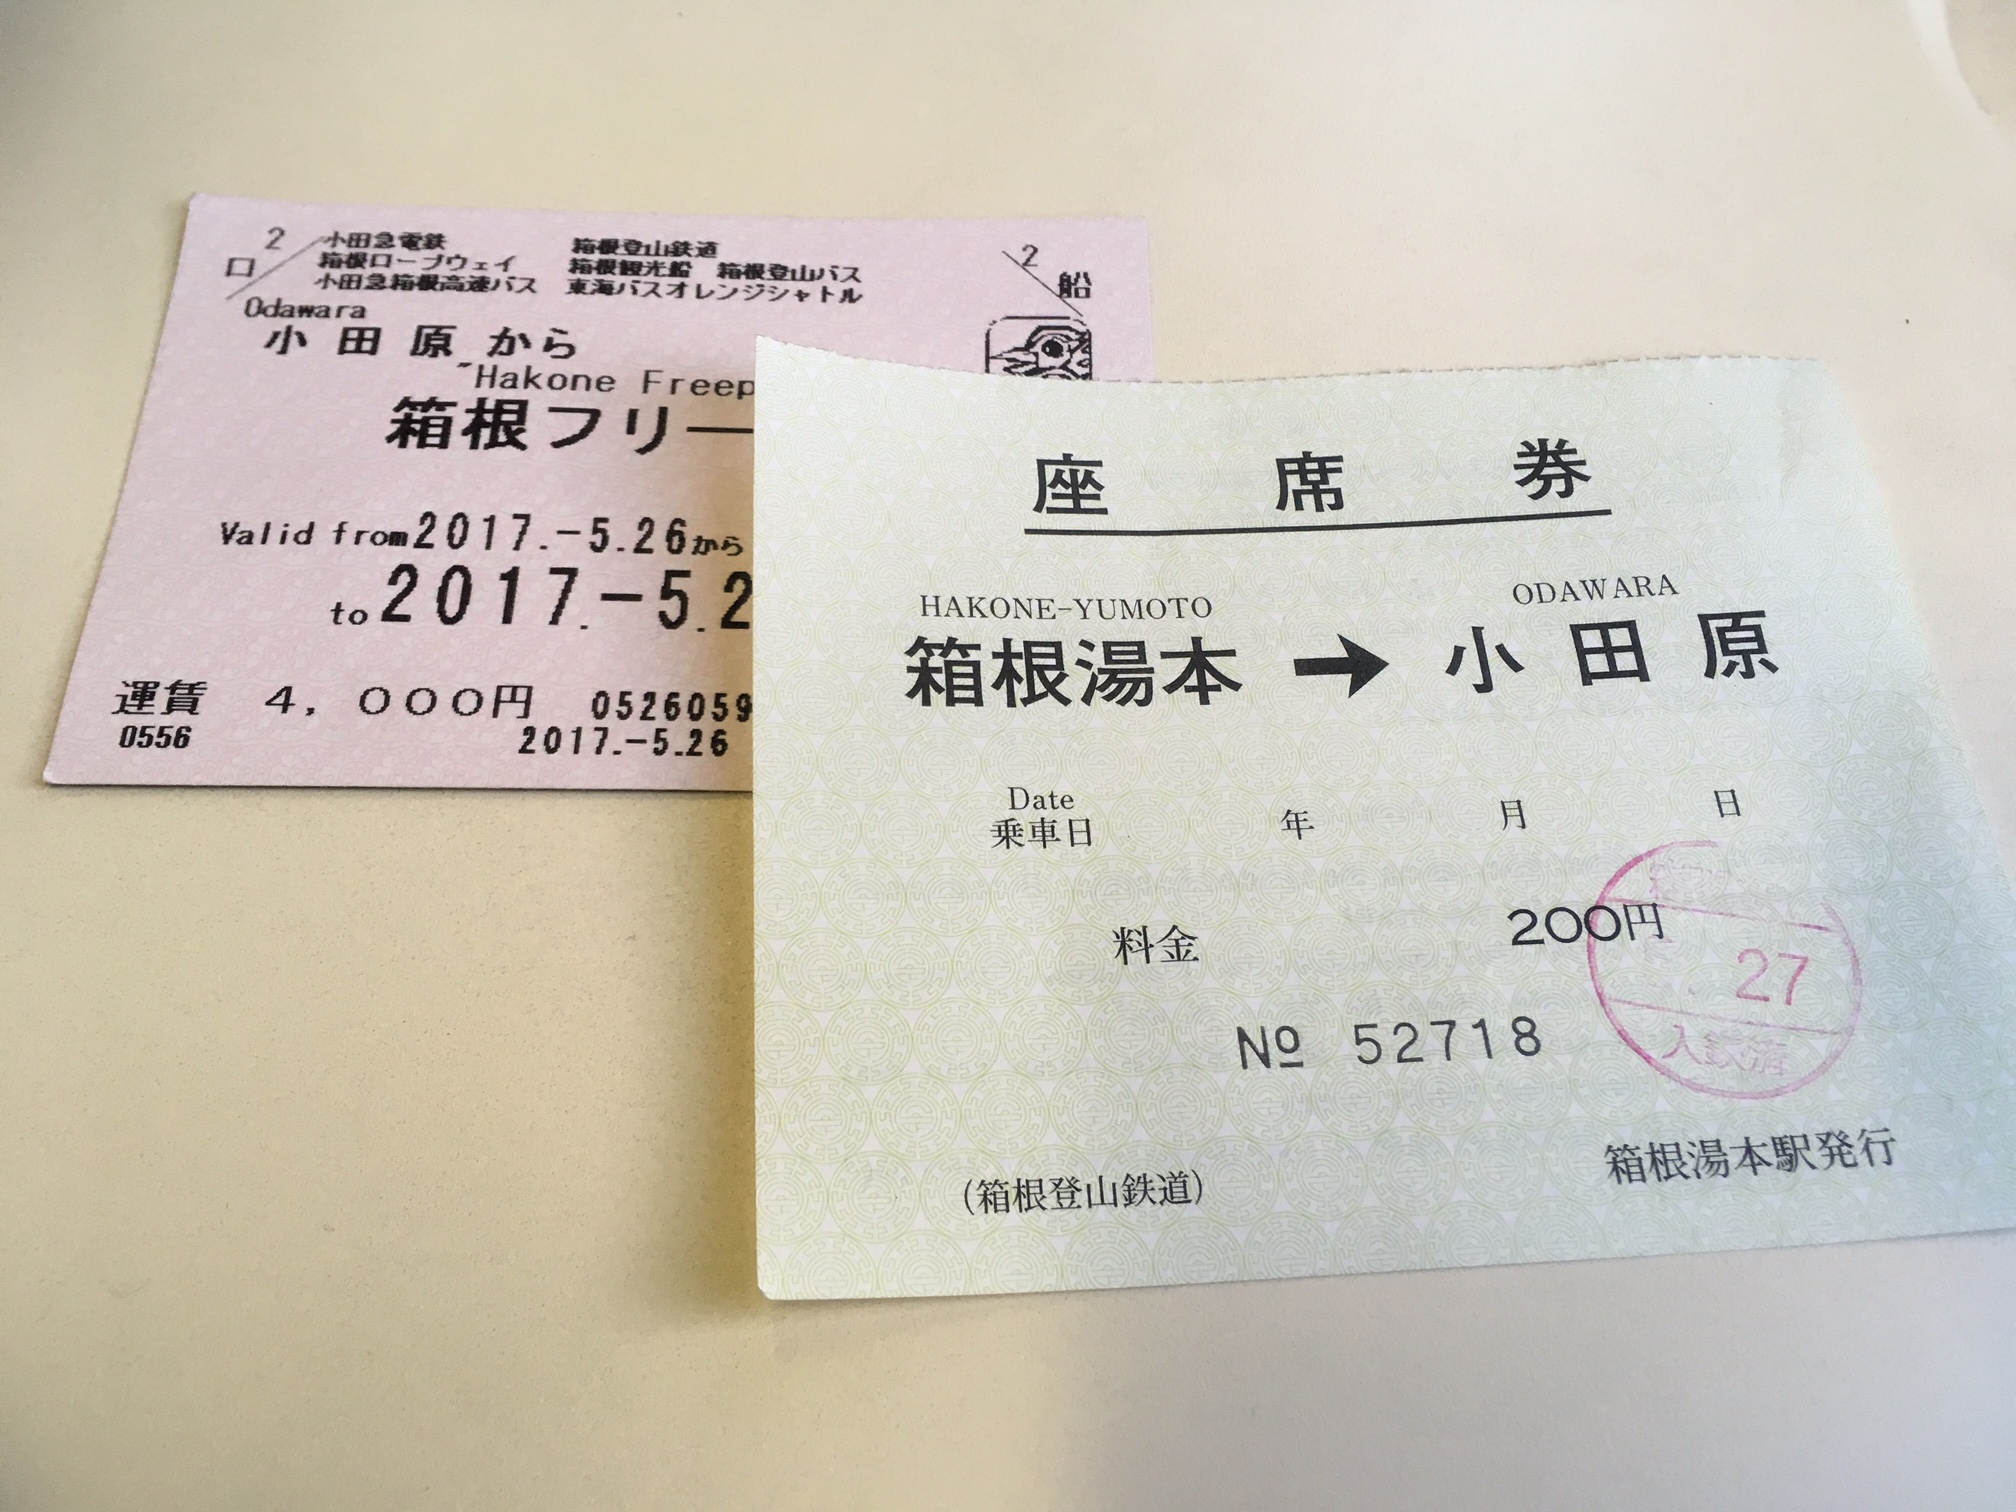 2
口
小田急電鉄 箱根登山鉄道
箱根ロープウェイ 箱根観光船 箱根登山バス
小田急箱根高速バス 東海バスオレンジシャトル
2
船
Odawara
小田原から
"Hakone Freep
箱根フリー
Valid from 2017.-5.26から
to 2017.-5.2
運賃 4,000円 0526059
0556 2017.-5.26
座席券
HAKONE-YUMOTO ODAWARA
箱根湯本 → 小田原
Date
乗車日 年 月 日
料金 200円
27
入鋏済
№ 52718
箱根湯本駅発行
(箱根登山鉄道)